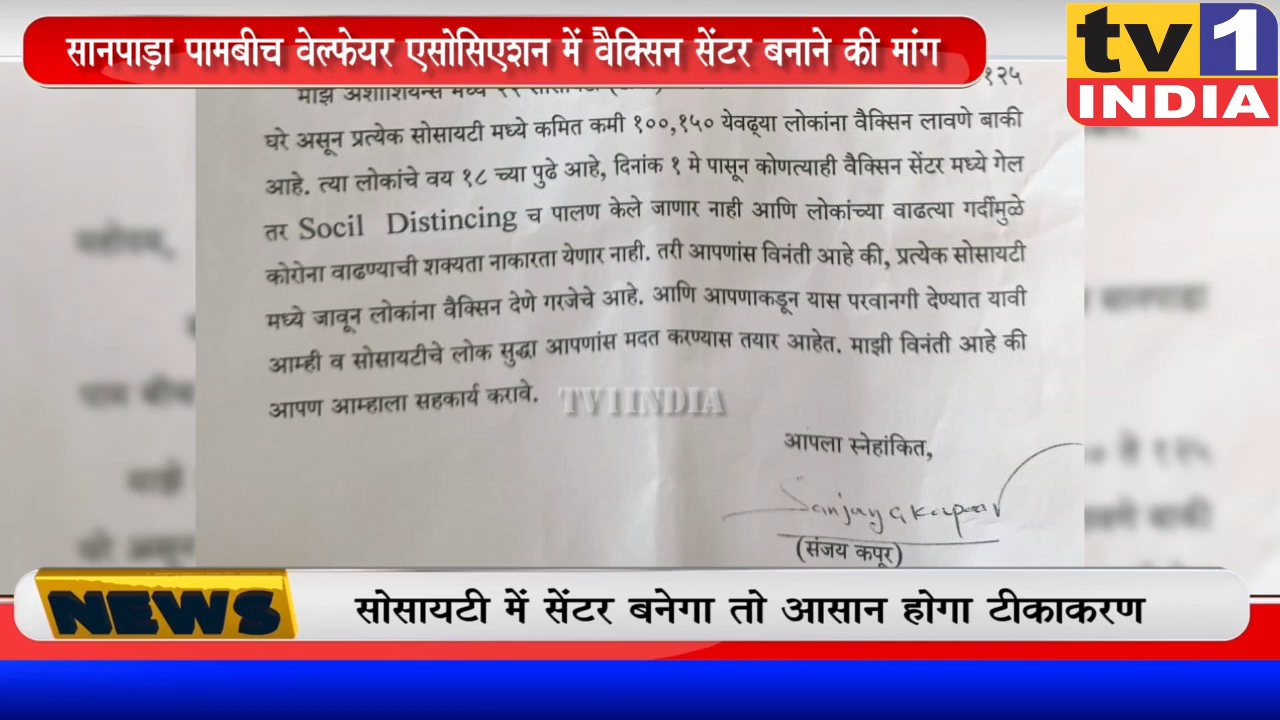 सानपाड़ा पामबीच वेल्फेयर एसोसिएशन में वैक्सिन सेंटर बनाने की मांग
tv1
INDIA
१२५
घरे असून प्रत्येक सोसायटी मध्ये कमित कमी १००,१५० येवढ्या लोकांना वैक्सिन लावणे बाकी
आहे. त्या लोकांचे वय १८ च्या पुढे आहे, दिनांक १ मे पासून कोणत्याही वैक्सिन सेंटर मध्ये गेल
तर Socil Distincing च पालण केले जाणार नाही आणि लोकांच्या वाढत्या गर्दीमुळे
कोरोना वाढण्याची शक्यता नाकारता येणार नाही. तरी आपणांस विनंती आहे की, प्रत्येक सोसायटी
मध्ये जावून लोकांना वैक्सिन देणे गरजेचे आहे. आणि आपणाकडून यास परवानगी देण्यात यावी
आम्ही व सोसायटीचे लोक सुद्धा आपणांस मदत करण्यास तयार आहेत. माझी विनंती आहे की
आपण आम्हाला सहकार्य करावे.
TV1INDIA
आपला स्नेहांकित,
Sanjay G Kapoor
(संजय कपूर)
NEWS
सोसायटी में सेंटर बनेगा तो आसान होगा टीकाकरण